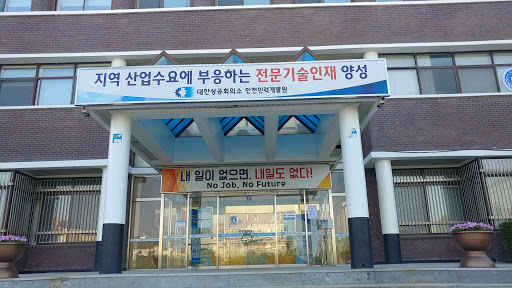 지역 산업수요에 부응하는 전문기술인재 양성
대한상공회의소 인천인력개발원
내 일이 없으면, 내일도 없다!
No Job, No Future